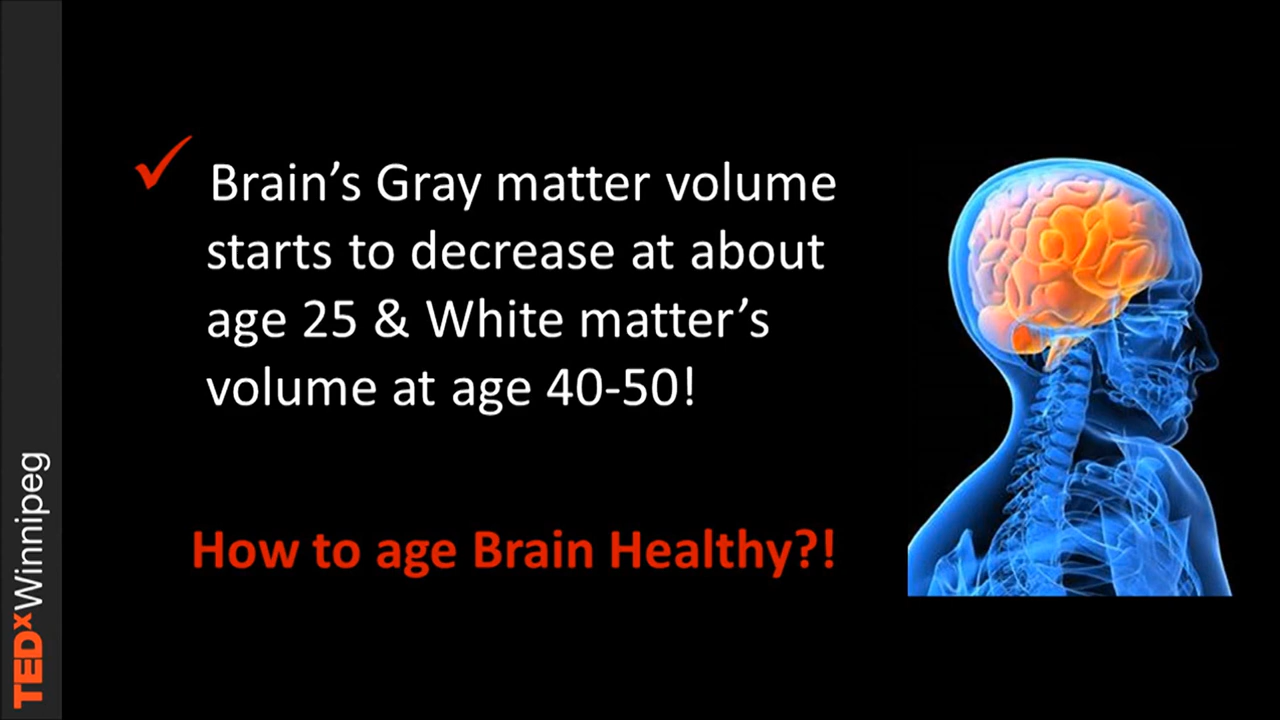 ✓ Brain's Gray matter volume
starts to decrease at about
age 25 & White matter's
volume at age 40-50!
How to age Brain Healthy?!
TEDxWinnipeg